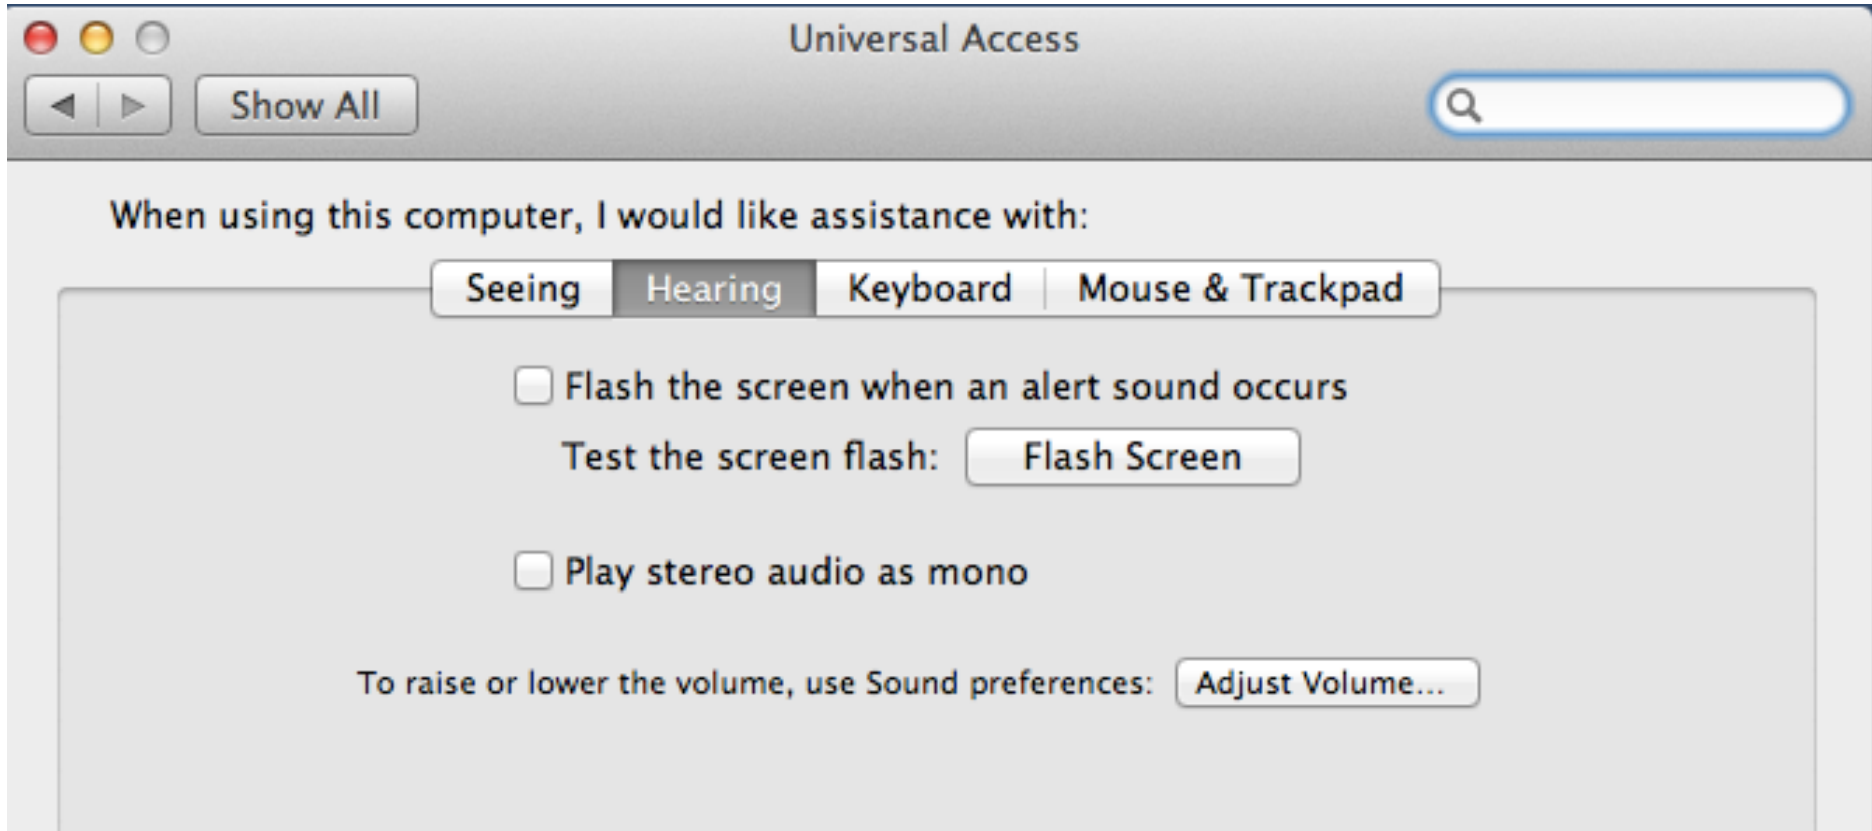 Universal Access
Show All
When using this computer, I would like assistance with:
Seeing Hearing Keyboard Mouse & Trackpad
Flash the screen when an alert sound occurs
Test the screen flash: Flash Screen
Play stereo audio as mono
To raise or lower the volume, use Sound preferences: Adjust Volume...